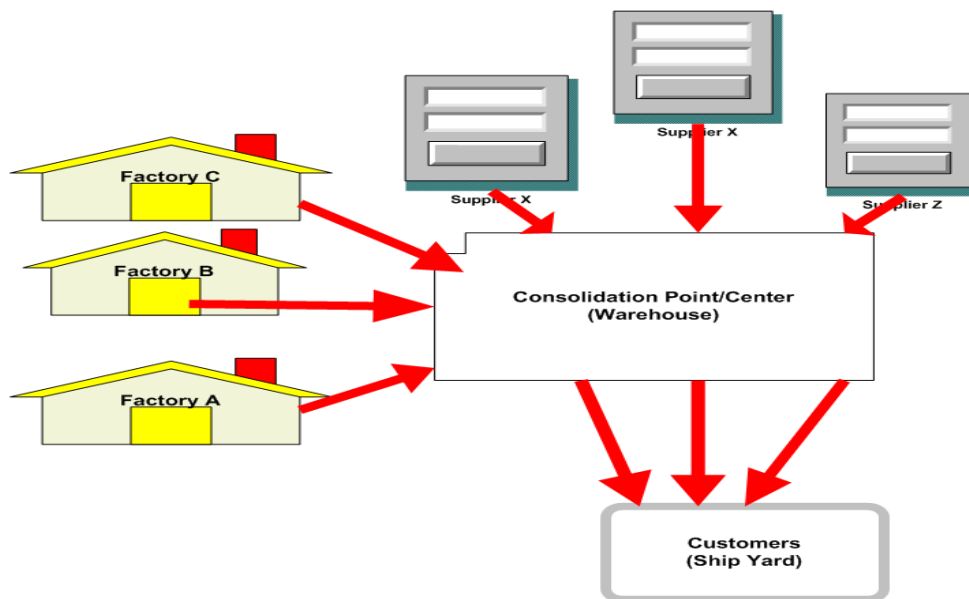 Supplier X
Supplier X
Supplier Z
Factory C
Factory B
Factory A
Consolidation Point/Center
(Warehouse)
Customers
(Ship Yard)